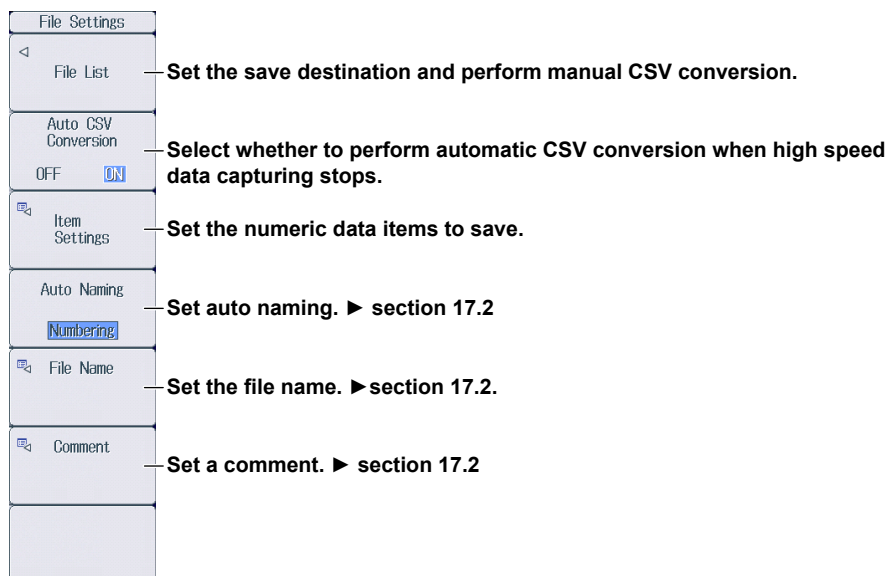 File Settings
File List
Set the save destination and perform manual CSV conversion.
Auto CSV
Conversion
OFF ON
Select whether to perform automatic CSV conversion when high speed
data capturing stops.
Item
Settings
Set the numeric data items to save.
Auto Naming
Numbering
Set auto naming. ► section 17.2
File Name
Set the file name. ►section 17.2.
Comment
Set a comment. ► section 17.2